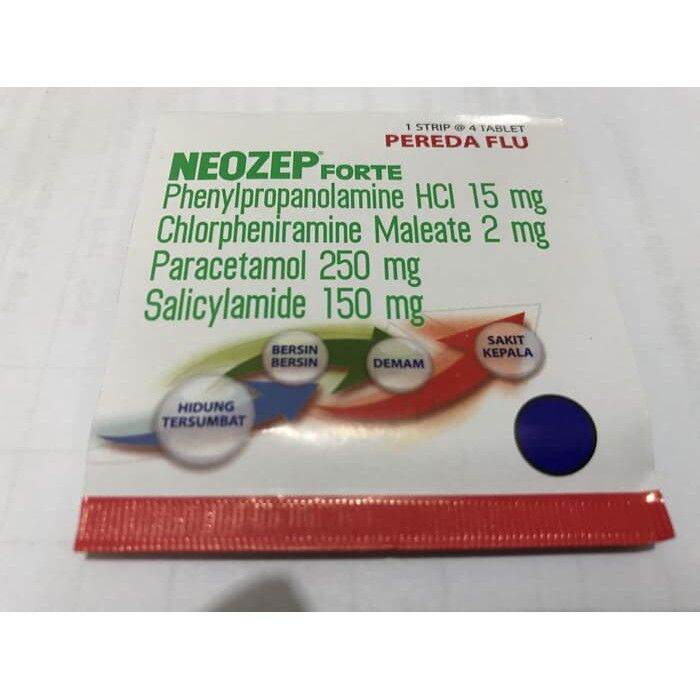 1 STRIP @ 4 TABLET
PEREDA FLU
NEOZEP® FORTE
Phenylpropanolamine HCl 15 mg
Chlorpheniramine Maleate 2 mg
Paracetamol 250 mg
Salicylamide 150 mg
BERSIN
BERSIN
SAKIT
KEPALA
DEMAM
HIDUNG
TERSUMBAT